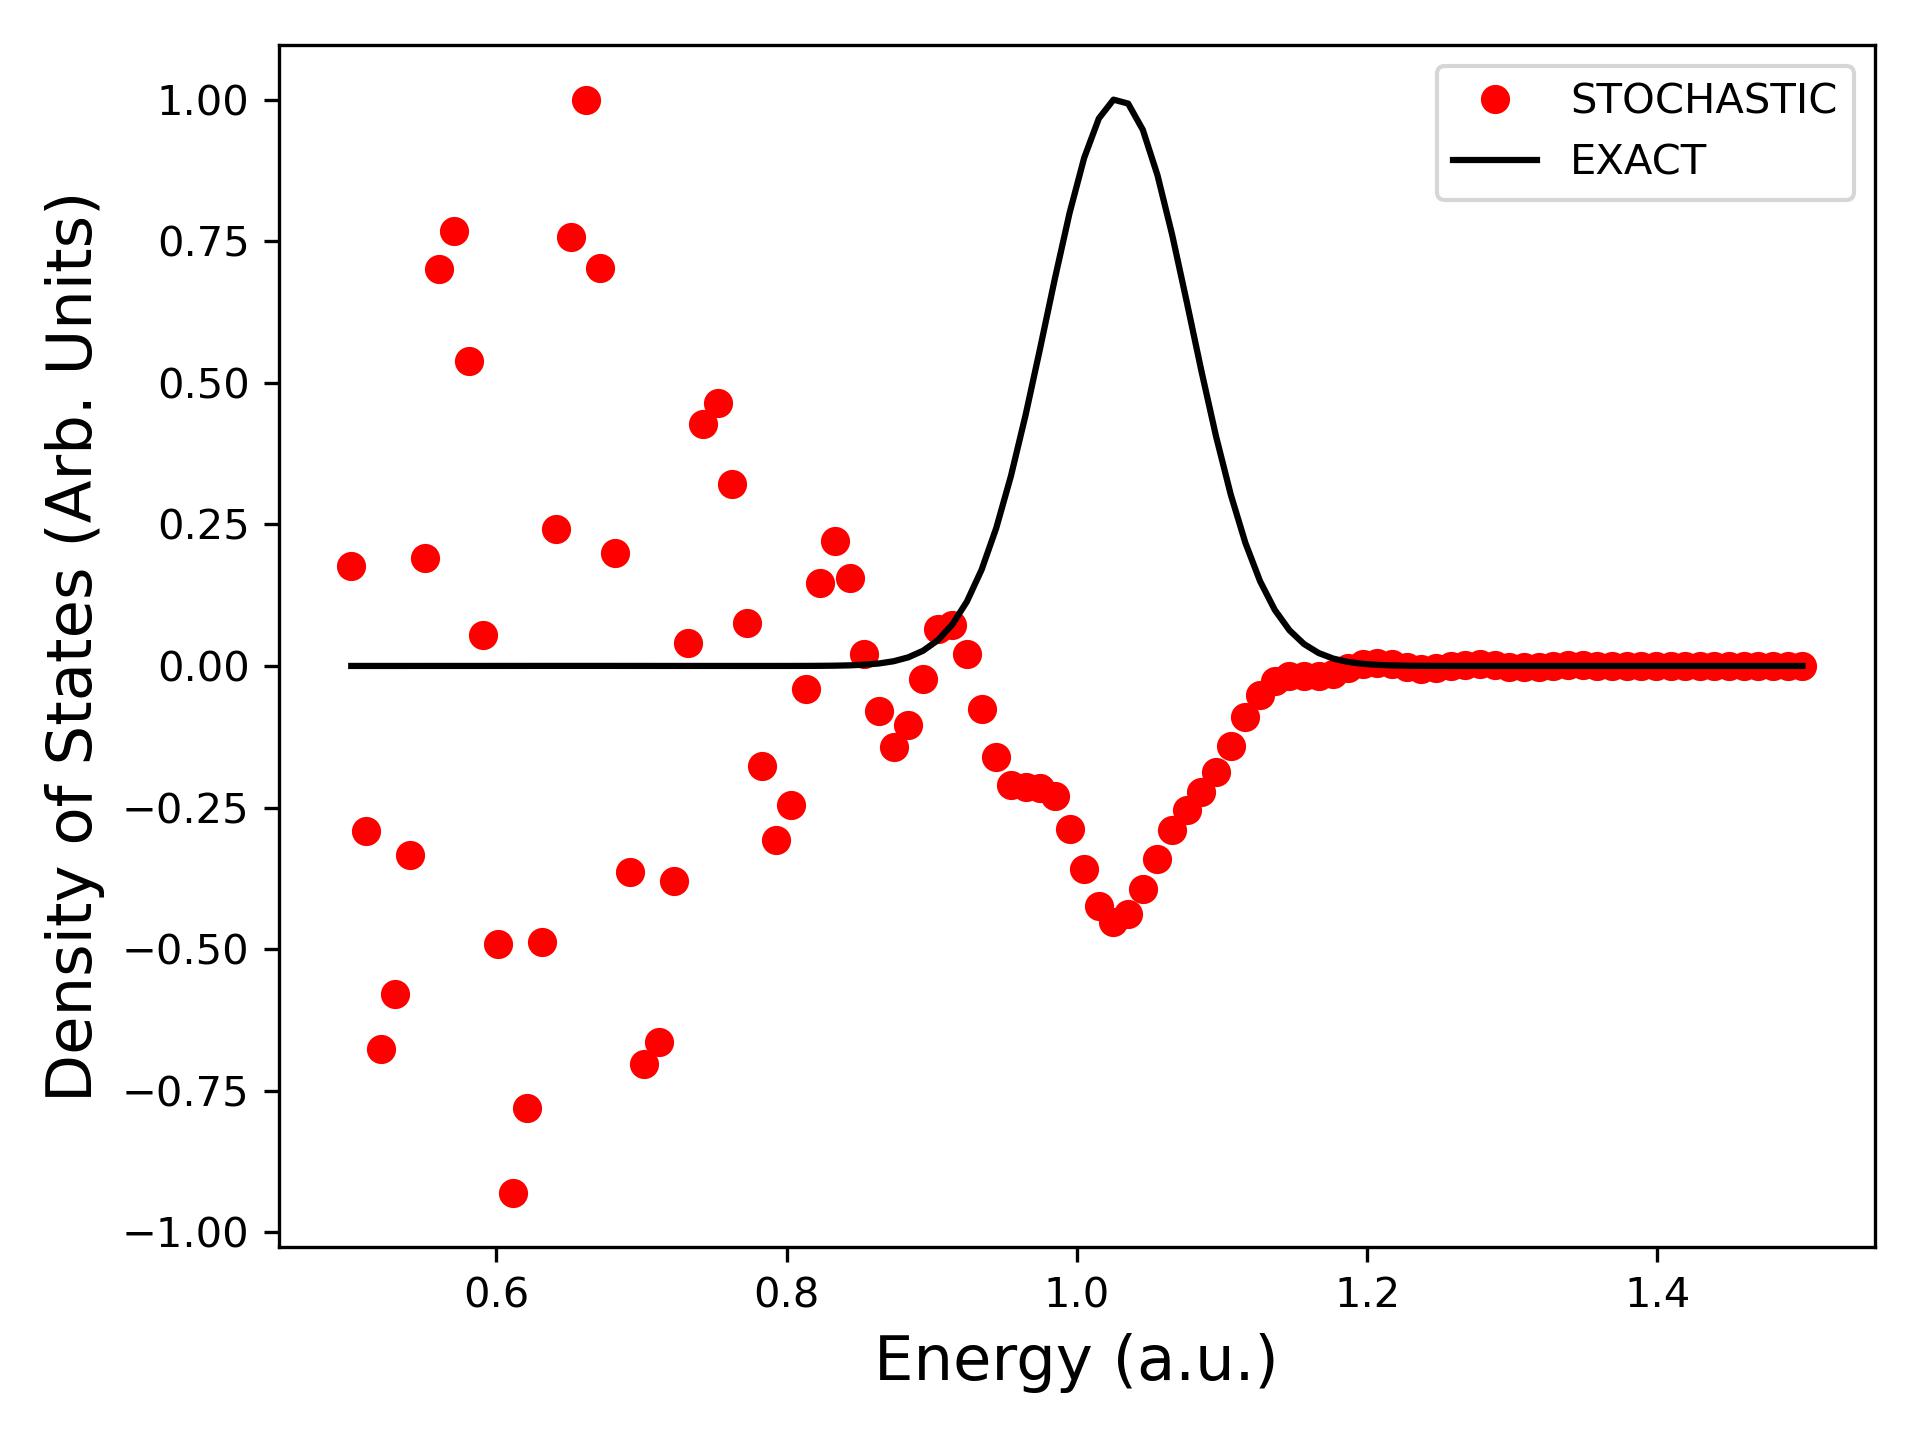 STOCHASTIC
EXACT
Density of States (Arb. Units)
1.00
0.75
0.50
0.25
0.00
−0.25
−0.50
−0.75
−1.00
0.6 0.8 1.0 1.2 1.4
Energy (a.u.)